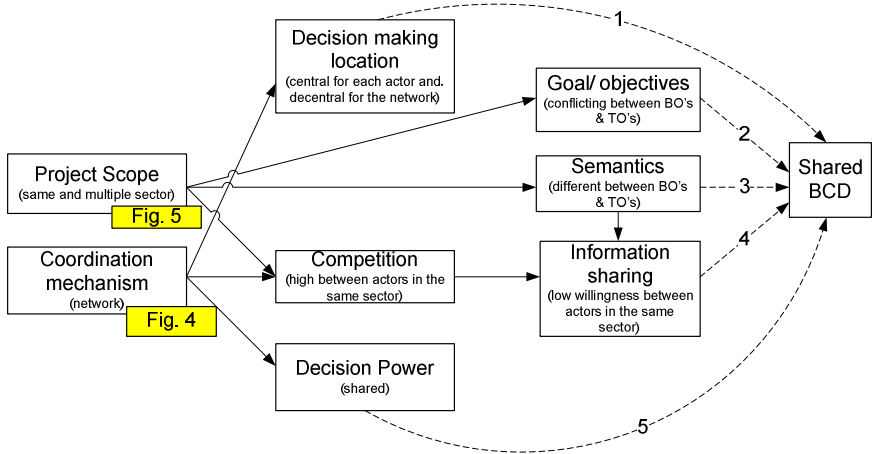 Decision making
location
(central for each actor and.
decentral for the network)
1
Goal/ objectives
(conflicting between BO's
& TO's)
2
Project Scope
(same and multiple sector)
Fig. 5
Semantics
(different between BO's
& TO's)
3
Shared
BCD
Coordination
mechanism
(network)
Fig. 4
Competition
(high between actors in the
same sector)
Information
sharing
(low willingness between
actors in the same
sector)
4
Decision Power
(shared)
5